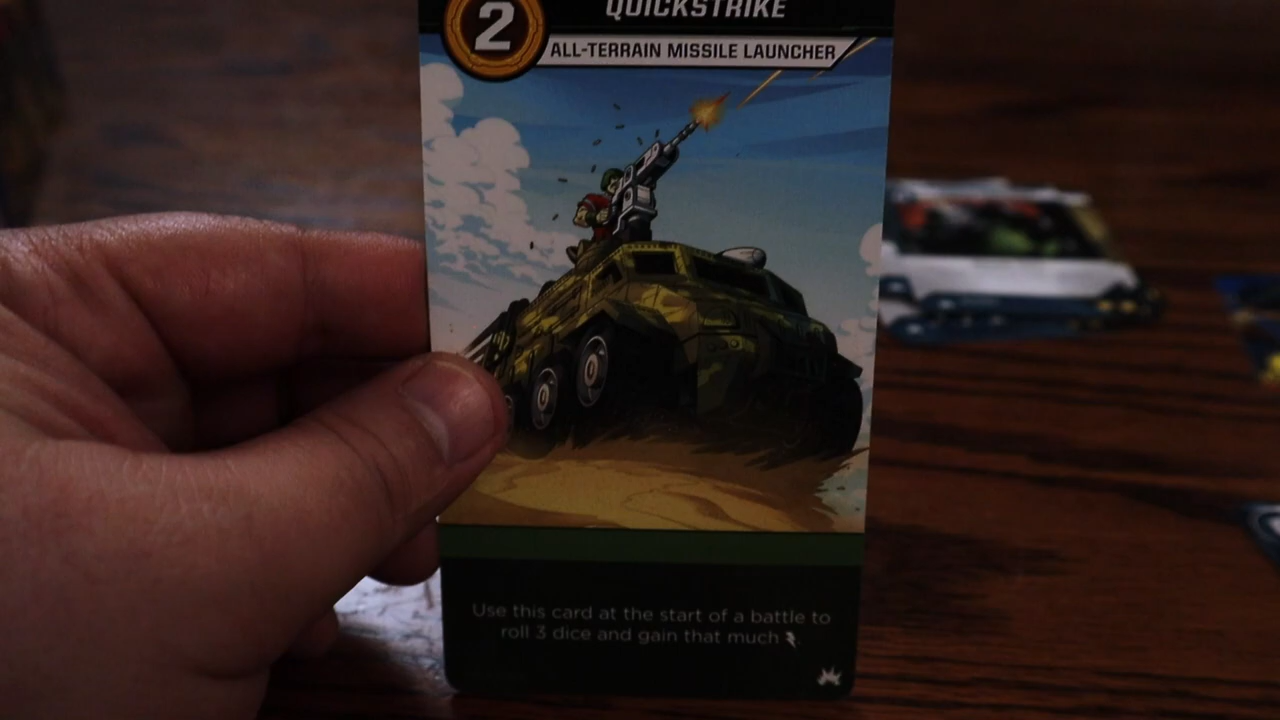 2
QUICKSTRIKE
ALL-TERRAIN MISSILE LAUNCHER
Use this card at the start of a battle to
roll 3 dice and gain that much